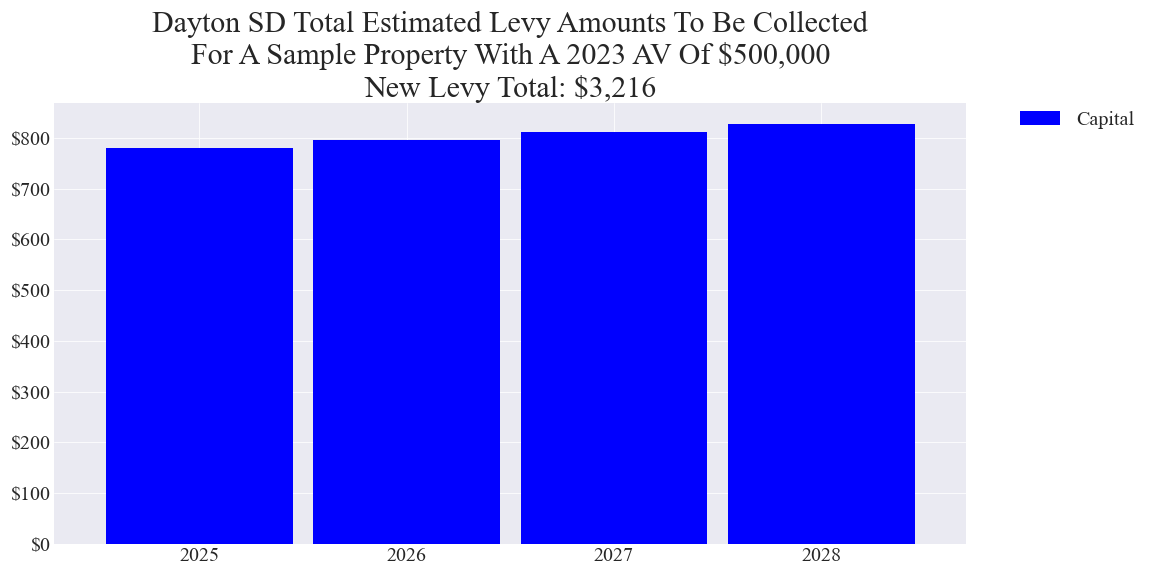 Dayton SD Total Estimated Levy Amounts To Be Collected
For A Sample Property With A 2023 AV Of $500,000
New Levy Total: $3,216
Capital
$800
$700
$600
$500
$400
$300
$200
$100
$0
2025 2026 2027 2028